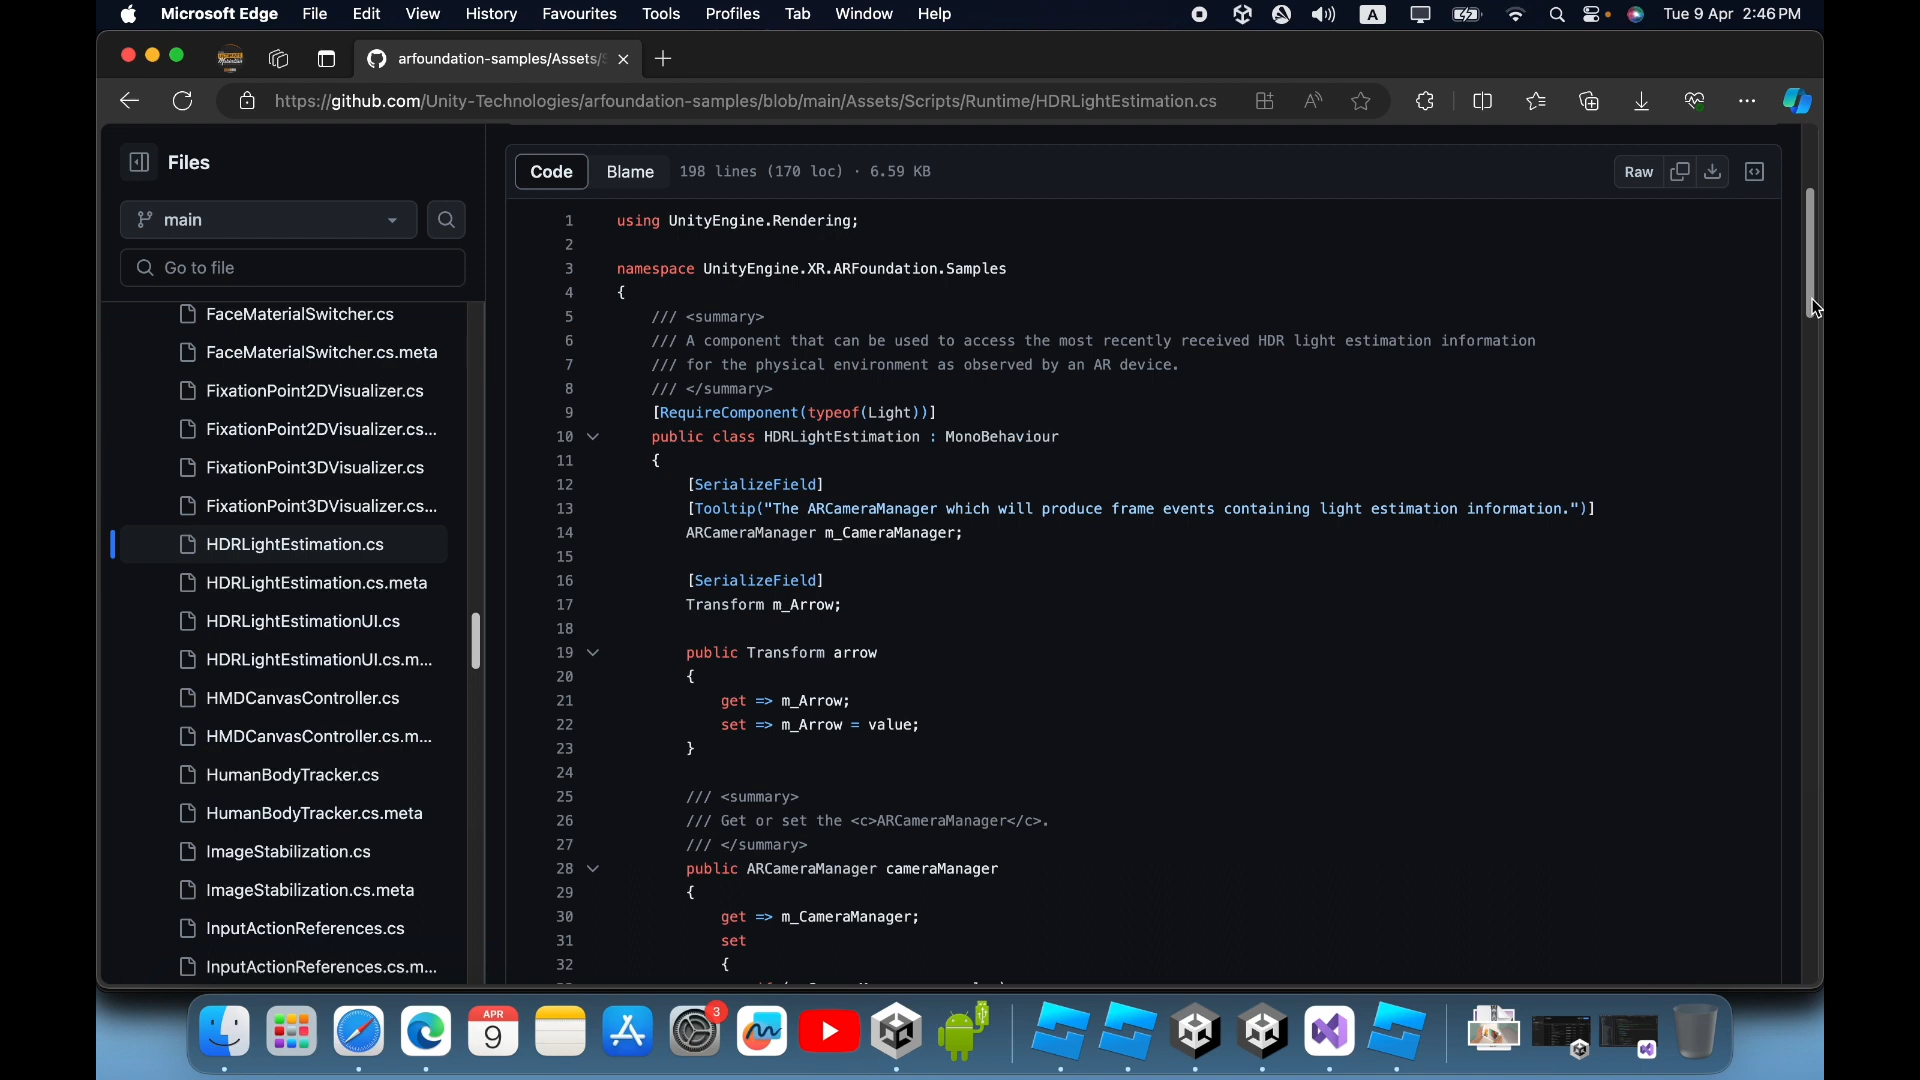 Microsoft Edge File Edit View History Favourites Tools Profiles Tab Window Help A Tue 9 Apr 2:46 PM
arfoundation-samples/Assets/S
https://github.com/Unity-Technologies/arfoundation-samples/blob/main/Assets/Scripts/Runtime/HDRLightEstimation.cs
Files
main
Go to file
FaceMaterialSwitcher.cs
FaceMaterialSwitcher.cs.meta
FixationPoint2DVisualizer.cs
FixationPoint2DVisualizer.cs...
FixationPoint3DVisualizer.cs
FixationPoint3DVisualizer.cs...
HDRLightEstimation.cs
HDRLightEstimation.cs.meta
HDRLightEstimationUI.cs
HDRLightEstimationUI.cs.m...
HMDCanvasController.cs
HMDCanvasController.cs.m...
HumanBodyTracker.cs
HumanBodyTracker.cs.meta
ImageStabilization.cs
ImageStabilization.cs.meta
InputActionReferences.cs
InputActionReferences.cs.m...
Code Blame 198 lines (170 loc) · 6.59 KB Raw
1 using UnityEngine.Rendering;
2
3 namespace UnityEngine.XR.ARFoundation.Samples
4 {
5 /// <summary>
6 /// A component that can be used to access the most recently received HDR light estimation information
7 /// for the physical environment as observed by an AR device.
8 /// </summary>
9 [RequireComponent(typeof(Light))]
10 public class HDRLightEstimation : MonoBehaviour
11 {
12 [SerializeField]
13 [Tooltip("The ARCameraManager which will produce frame events containing light estimation information.")]
14 ARCameraManager m_CameraManager;
15
16 [SerializeField]
17 Transform m_Arrow;
18
19 public Transform arrow
20 {
21 get => m_Arrow;
22 set => m_Arrow = value;
23 }
24
25 /// <summary>
26 /// Get or set the <c>ARCameraManager</c>.
27 /// </summary>
28 public ARCameraManager cameraManager
29 {
30 get => m_CameraManager;
31 set
32 {
APR
9
3